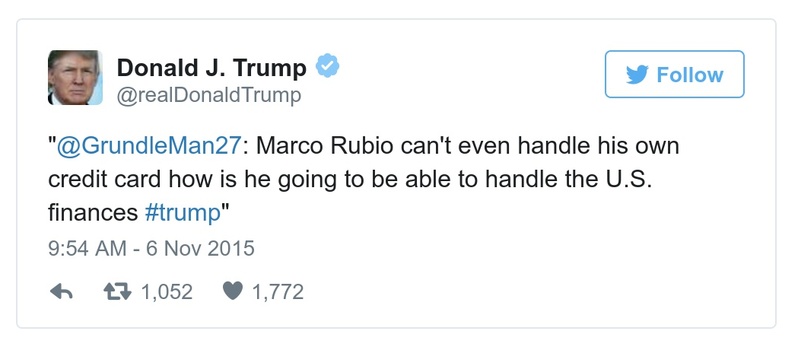 Donald J. Trump
@realDonaldTrump
Follow
"@GrundleMan27: Marco Rubio can't even handle his own
credit card how is he going to be able to handle the U.S.
finances #trump"
9:54 AM - 6 Nov 2015
1,052 1,772